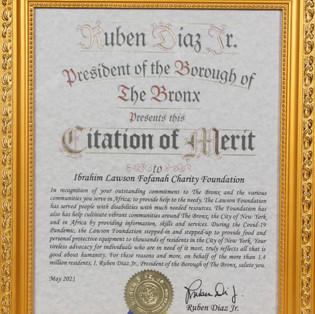 Ruben Diaz Jr.
President of the Borough of
The Bronx
Presents this
Citation of Merit
to
Ibrahim Lawson Fofanah Charity Foundation
In recognition of your outstanding commitment to The Bronx and the various
communities you serve in Africa; to provide help to the needy. The Lawson Foundation
has served people with disabilities with much needed resources. The Foundation has
also has help cultivate vibrant communities around The Bronx, the City of New York,
and in Africa by providing information, skills and services. During the Covid-19
Pandemic, the Lawson Foundation stepped-in and stepped-up to provide food and
personal protective equipment to thousands of residents in the City of New York. Your
tireless advocacy for individuals who are in need of it most, truly reflects all that is
good about humanity. For these reasons and more, on behalf of the more than 1.4
million residents, I, Ruben Diaz Jr., President of the Borough of The Bronx, salute you.
May 2021
Ruben Diaz Jr.